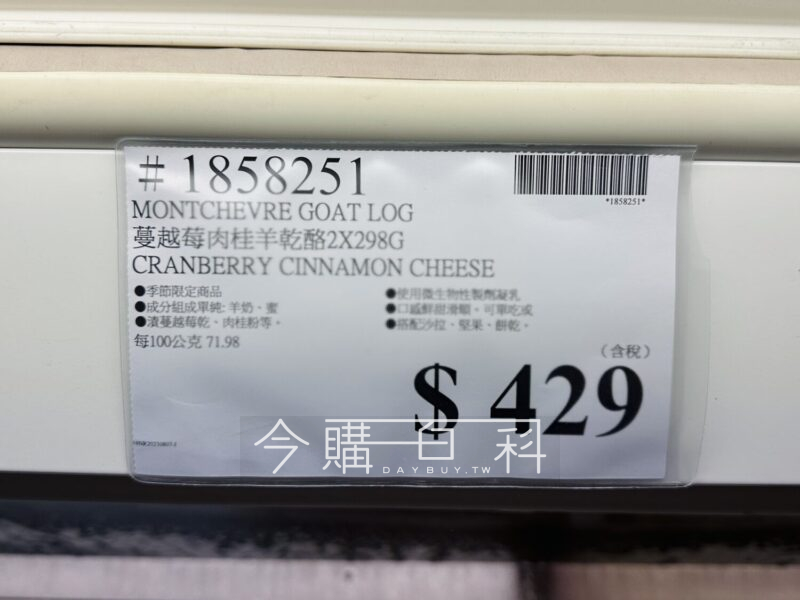 # 1858251
*1858251*
MONTCHEVRE GOAT LOG
蔓越莓肉桂羊乾酪2X298G
CRANBERRY CINNAMON CHEESE
●季節限定商品
●成分組成單純: 羊奶、蜜
●漬蔓越莓乾、肉桂粉等。
●使用微生物性製劑凝乳
●口感鮮甜滑順。可單吃或
●搭配沙拉、堅果、餅乾。
每100公克 71.98
(含稅)
$ 429
今購百科
DAYBUY.TW